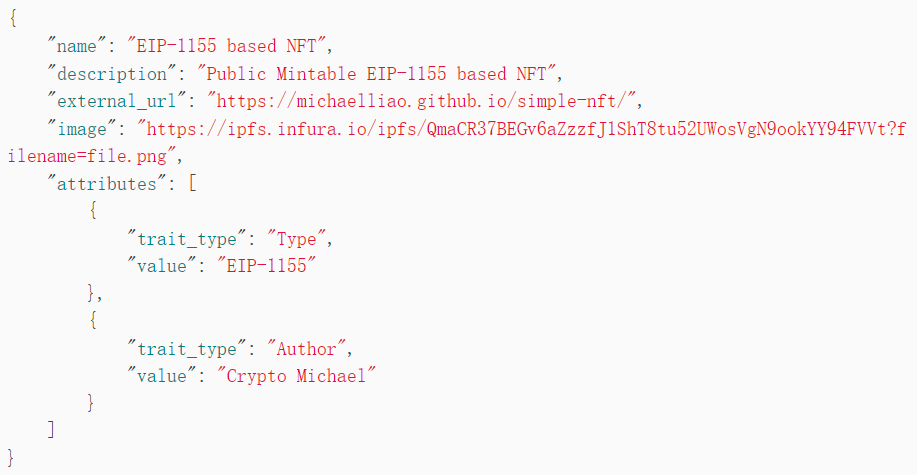 {
    "name": "EIP-1155 based NFT",
    "description": "Public Mintable EIP-1155 based NFT",
    "external_url": "https://michaelliao.github.io/simple-nft/",
    "image": "https://ipfs.infura.io/ipfs/QmaCR37BEGv6aZzzfJ1ShT8tu52UWosVgN9ookYY94FVVt?f
ilename=file.png",
    "attributes": [
        {
            "trait_type": "Type",
            "value": "EIP-1155"
        },
        {
            "trait_type": "Author",
            "value": "Crypto Michael"
        }
    ]
}